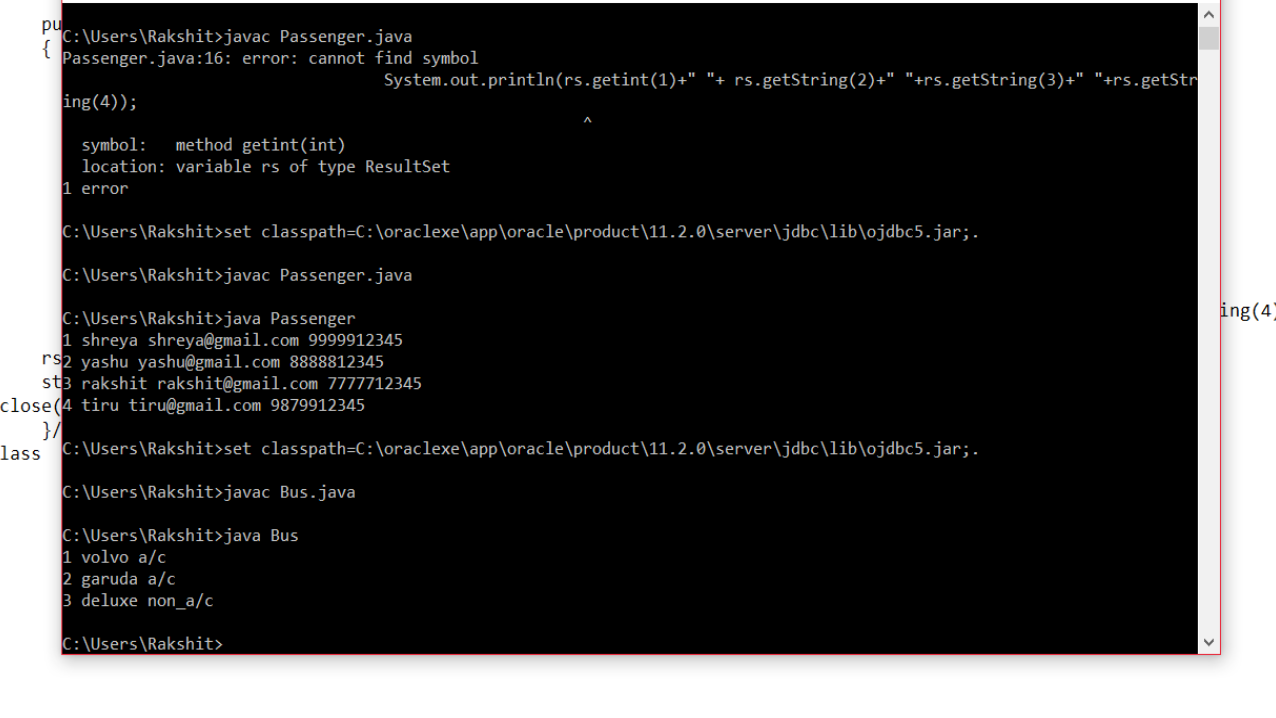 pu
{
C:\Users\Rakshit>javac Passenger.java
Passenger.java:16: error: cannot find symbol
System.out.println(rs.getint(1)+" "+ rs.getString(2)+" "+rs.getString(3)+" "+rs.getStr
ing(4));
^
symbol:   method getint(int)
location: variable rs of type ResultSet
1 error
C:\Users\Rakshit>set classpath=C:\oraclexe\app\oracle\product\11.2.0\server\jdbc\lib\ojdbc5.jar;.
C:\Users\Rakshit>javac Passenger.java
ing(4)
C:\Users\Rakshit>java Passenger
1 shreya shreya@gmail.com 9999912345
rs
2 yashu yashu@gmail.com 8888812345
st
3 rakshit rakshit@gmail.com 7777712345
close(
4 tiru tiru@gmail.com 9879912345
}/
lass
C:\Users\Rakshit>set classpath=C:\oraclexe\app\oracle\product\11.2.0\server\jdbc\lib\ojdbc5.jar;.
C:\Users\Rakshit>javac Bus.java
C:\Users\Rakshit>java Bus
1 volvo a/c
2 garuda a/c
3 deluxe non_a/c
C:\Users\Rakshit>